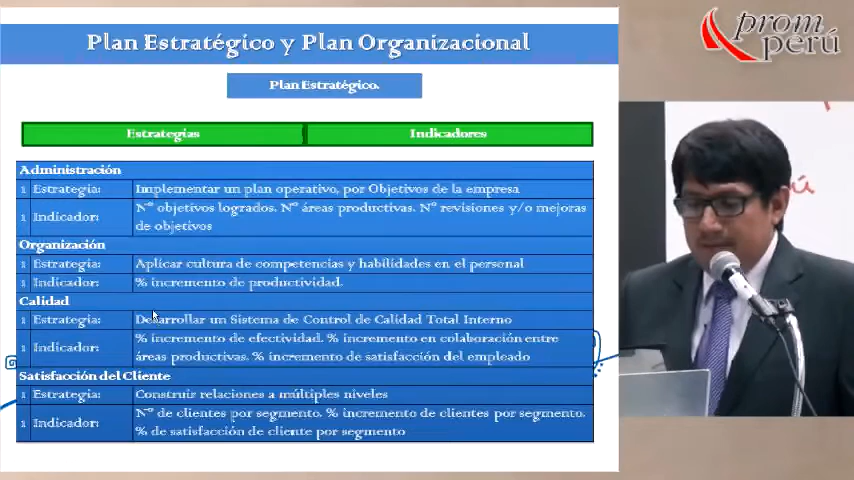 Plan Estratégico y Plan Organizacional
Plan Estratégico.
Estrategias Indicadores
Administración
1 Estrategia: Implementar un plan operativo, por Objetivos de la empresa
1 Indicador: Nº objetivos logrados. Nº áreas productivas. Nº revisiones y/o mejoras
de objetivos
Organización
1 Estrategia: Aplicar cultura de competencias y habilidades en el personal
1 Indicador: % incremento de productividad.
Calidad
1 Estrategia: Desarrollar un Sistema de Control de Calidad Total Interno
1 Indicador: % incremento de efectividad. % incremento en colaboración entre
áreas productivas. % incremento de satisfacción del empleado
Satisfacción del Cliente
1 Estrategia: Construir relaciones a múltiples niveles
1 Indicador: Nº de clientes por segmento. % incremento de clientes por segmento.
% de satisfacción de cliente por segmento
prom
perú
ú